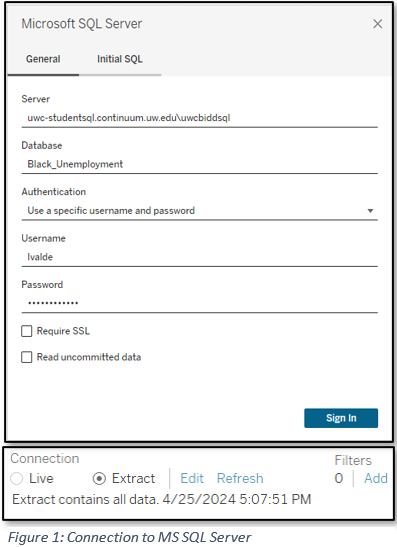 Microsoft SQL Server
General Initial SQL
Server
uwc-studentsql.continuum.uw.edu\uwcbiddsql
Database
Black_Unemployment
Authentication
Use a specific username and password
Username
lvalde
Password
••••••••••••
Require SSL
Read uncommitted data
Sign In
Connection Filters
Live Extract Edit Refresh 0 Add
Extract contains all data. 4/25/2024 5:07:51 PM
Figure 1: Connection to MS SQL Server